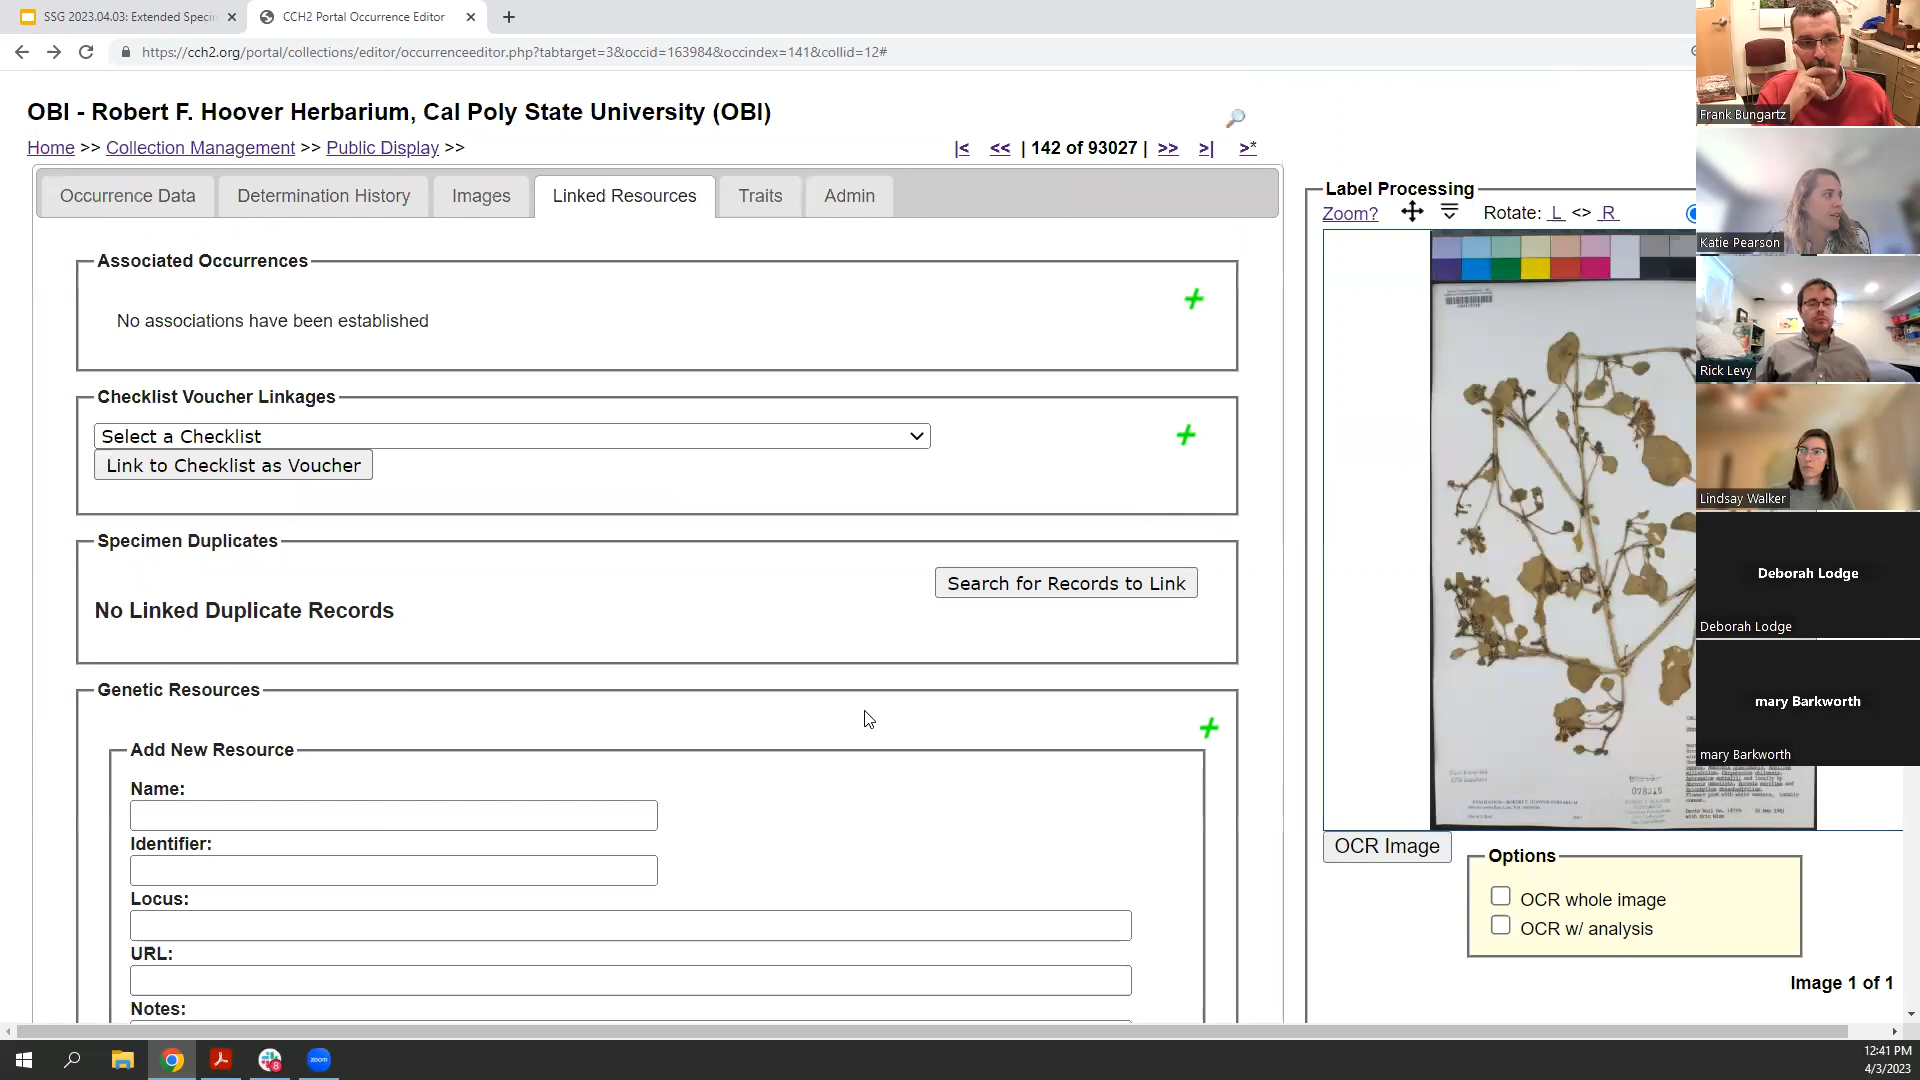 SSG 2023.04.03: Extended Speci
CCH2 Portal Occurrence Editor
https://cch2.org/portal/collections/editor/occurrenceeditor.php?tabtarget=3&occid=163984&occindex=141&collid=12#
OBI - Robert F. Hoover Herbarium, Cal Poly State University (OBI)
Home >> Collection Management >> Public Display >>
|< << | 142 of 93027 | >> >| >*
Occurrence Data Determination History Images Linked Resources Traits Admin
Associated Occurrences
No associations have been established
Checklist Voucher Linkages
Select a Checklist
Link to Checklist as Voucher
Specimen Duplicates
Search for Records to Link
No Linked Duplicate Records
Genetic Resources
Add New Resource
Name:
Identifier:
Locus:
URL:
Notes:
Label Processing
Zoom? Rotate: L <> R
078315
OCR Image
Options
OCR whole image
OCR w/ analysis
Image 1 of 1
Frank Bungartz
Katie Pearson
Rick Levy
Lindsay Walker
Deborah Lodge
Deborah Lodge
mary Barkworth
mary Barkworth
8
zoom
12:41 PM
4/3/2023